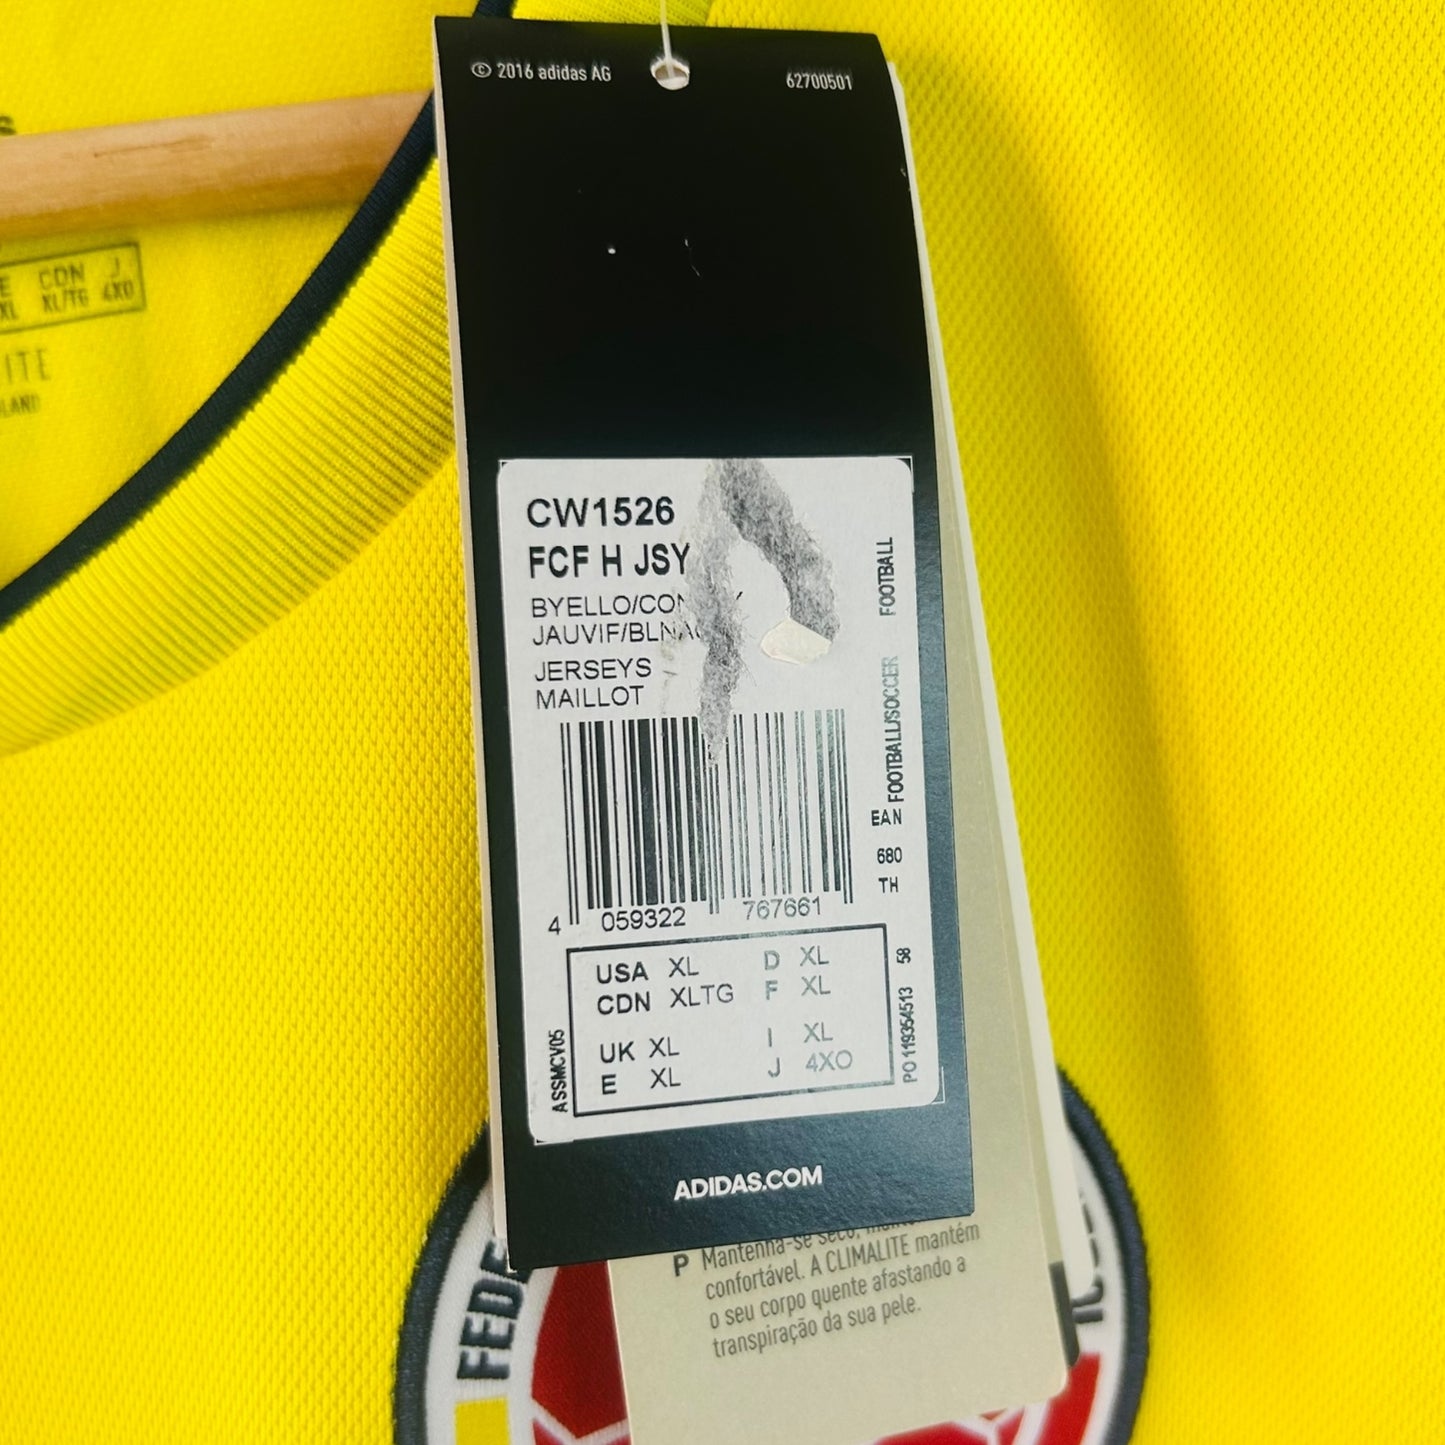 © 2016 adidas AG
62700501
CDN J
XL/TG 4XO
CW1526
FCF H JSY
BYELLO/CON
JAUVIF/BLNA
JERSEYS
MAILLOT
FOOTBALL
FOOTBALL/SOCCER
EAN
680
TH
4 059322 767661
USA XL D XL
CDN XLTG F XL
UK XL I XL
E XL J 4XO
ASSMCV05
PO 119354513 58
ADIDAS.COM
P Mantenha-se seco,
confortável. A CLIMALITE mantém
o seu corpo quente afastando a
transpiração da sua pele.
FEDE